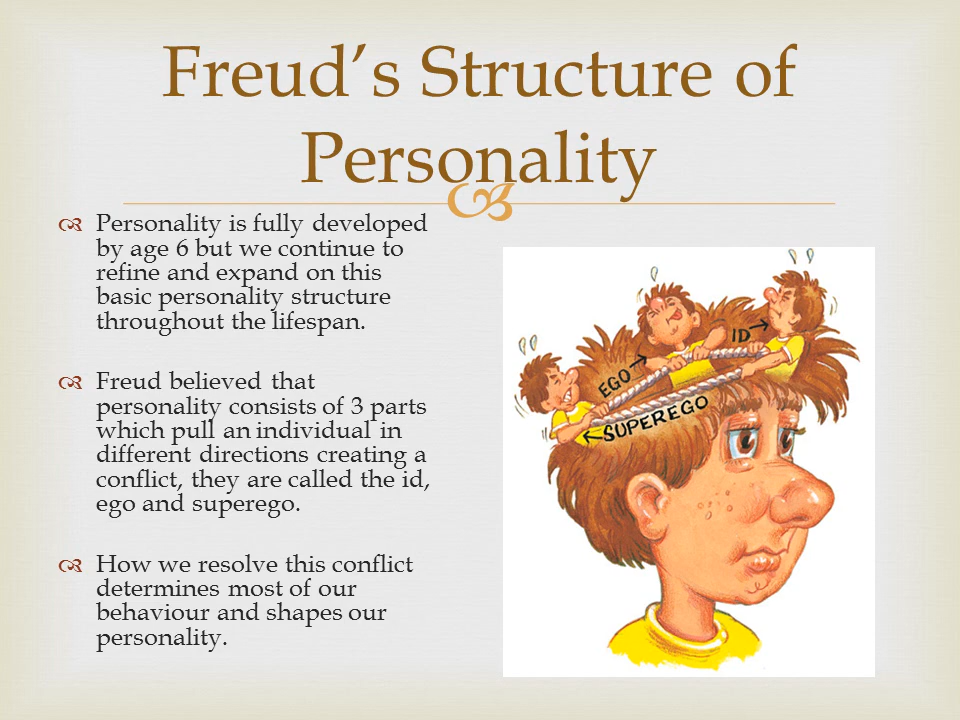 Freud’s Structure of
Personality
Personality is fully developed
by age 6 but we continue to
refine and expand on this
basic personality structure
throughout the lifespan.
Freud believed that
personality consists of 3 parts
which pull an individual in
different directions creating a
conflict, they are called the id,
ego and superego.
How we resolve this conflict
determines most of our
behaviour and shapes our
personality.
ID
EGO
SUPEREGO